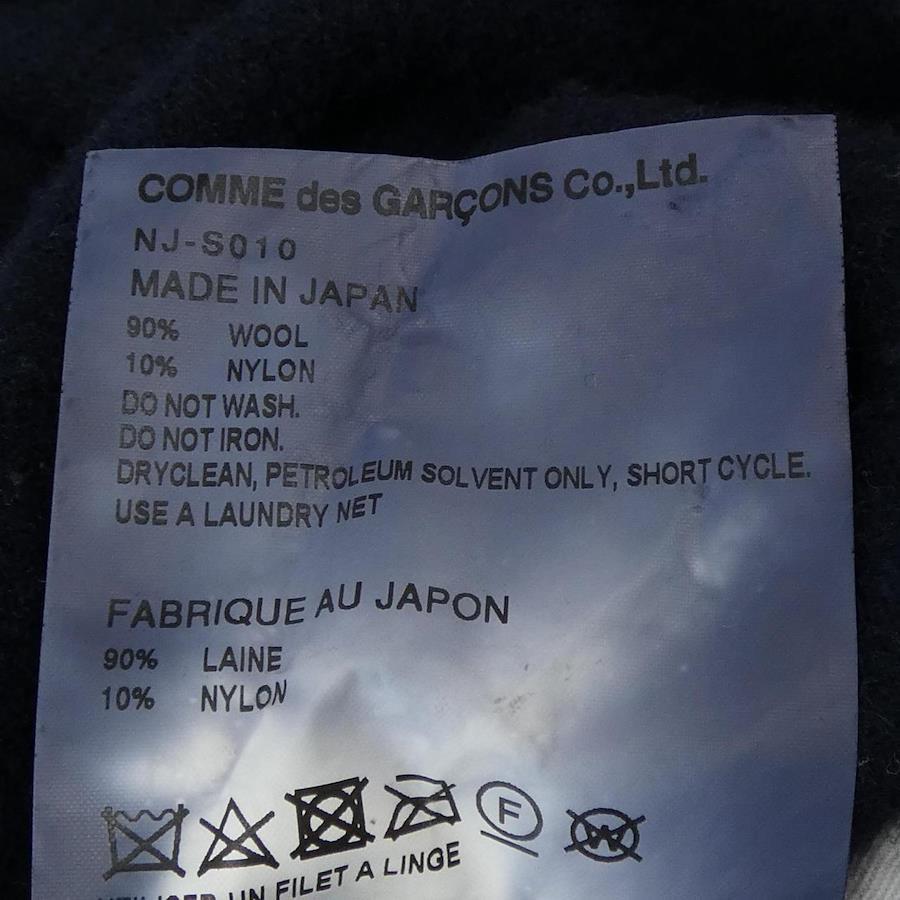 COMME des GARÇONS Co.,Ltd.
NJ-S010
MADE IN JAPAN
90% WOOL
10% NYLON
DO NOT WASH.
DO NOT IRON.
DRYCLEAN, PETROLEUM SOLVENT ONLY, SHORT CYCLE.
USE A LAUNDRY NET
FABRIQUE AU JAPON
90% LAINE
10% NYLON
F W
UTILISER UN FILET A LINGE